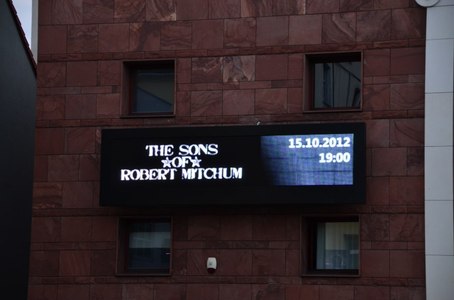 THE SONS
☆OF☆
ROBERT MITCHUM
15.10.2012
19:00